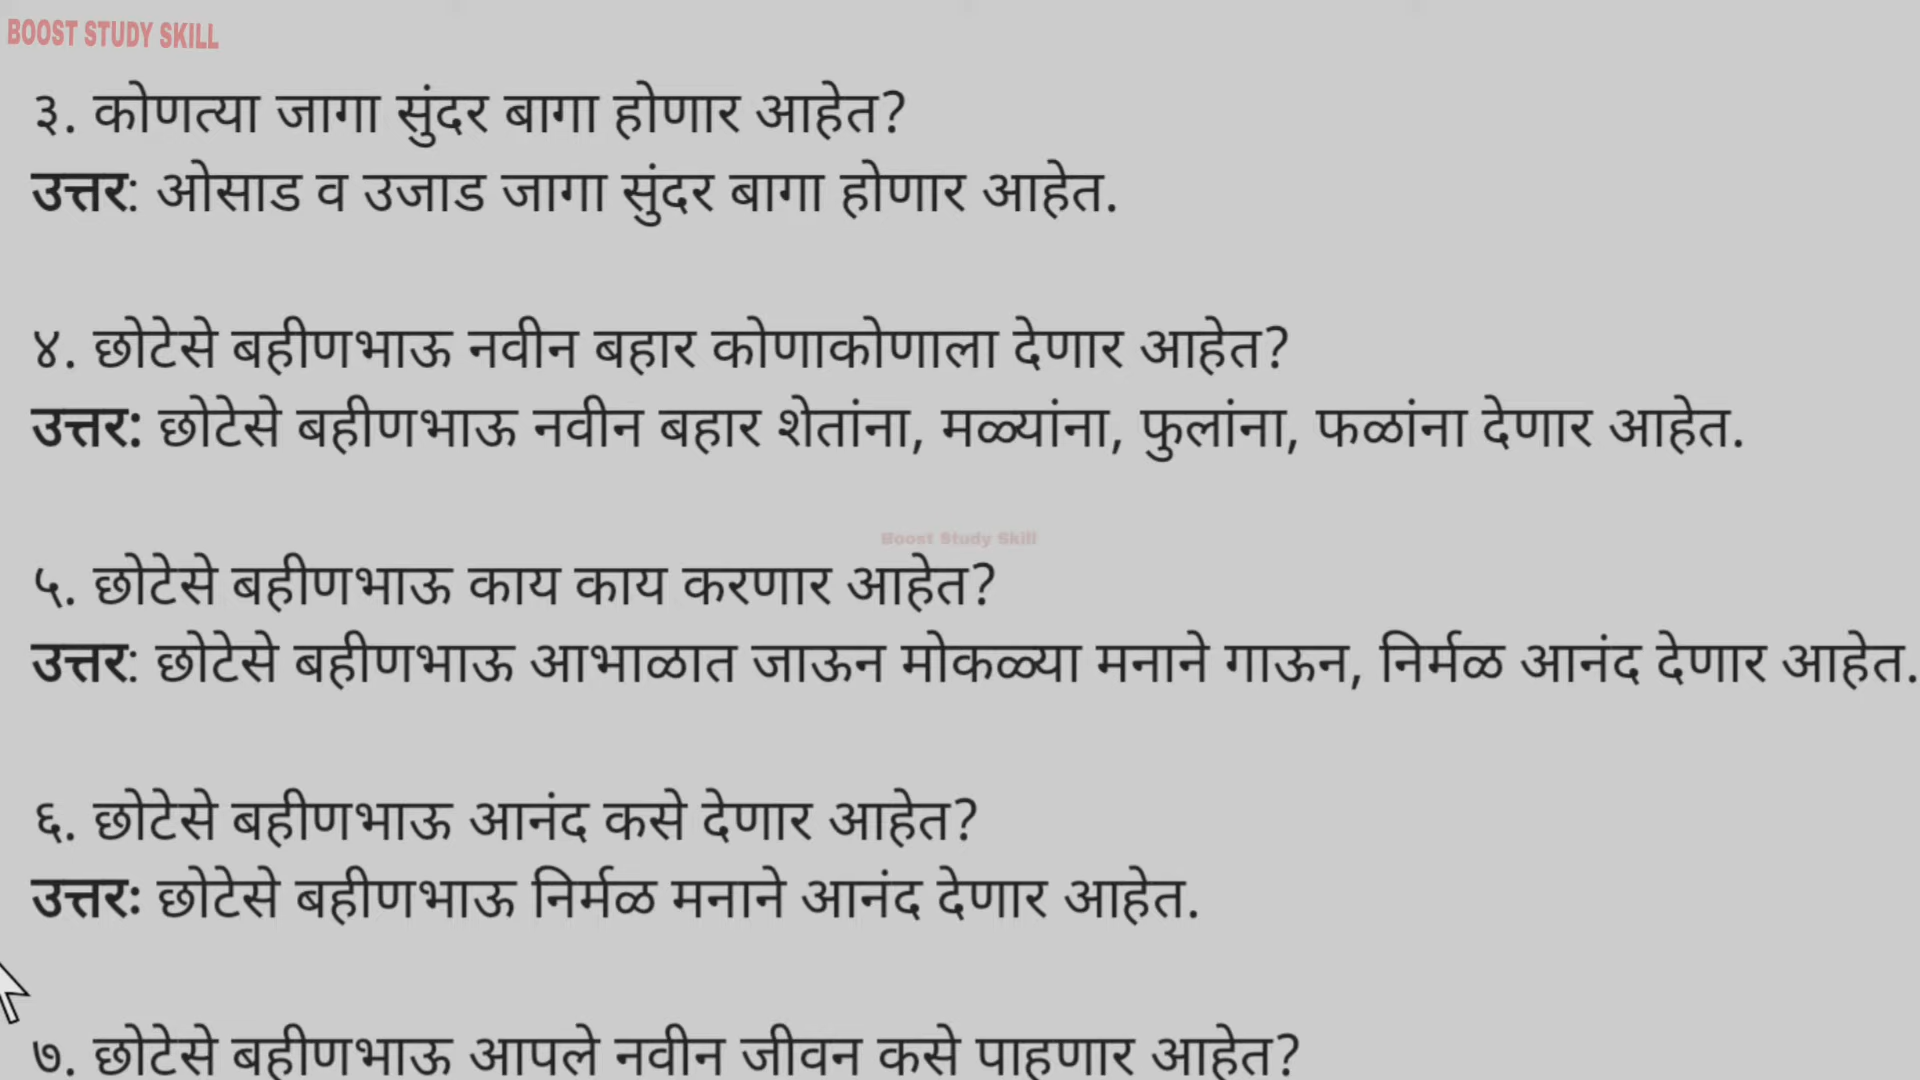 BOOST STUDY SKILL
३. कोणत्या जागा सुंदर बागा होणार आहेत?
उत्तर: ओसाड व उजाड जागा सुंदर बागा होणार आहेत.
४. छोटेसे बहीणभाऊ नवीन बहार कोणाकोणाला देणार आहेत?
उत्तर: छोटेसे बहीणभाऊ नवीन बहार शेतांना, मळ्यांना, फुलांना, फळांना देणार आहेत.
Boost Study Skill
५. छोटेसे बहीणभाऊ काय काय करणार आहेत?
उत्तर: छोटेसे बहीणभाऊ आभाळात जाऊन मोकळ्या मनाने गाऊन, निर्मळ आनंद देणार आहेत.
६. छोटेसे बहीणभाऊ आनंद कसे देणार आहेत?
उत्तरः छोटेसे बहीणभाऊ निर्मळ मनाने आनंद देणार आहेत.
७. छोटेसे बहीणभाऊ आपले नवीन जीवन कसे पाहणार आहेत?